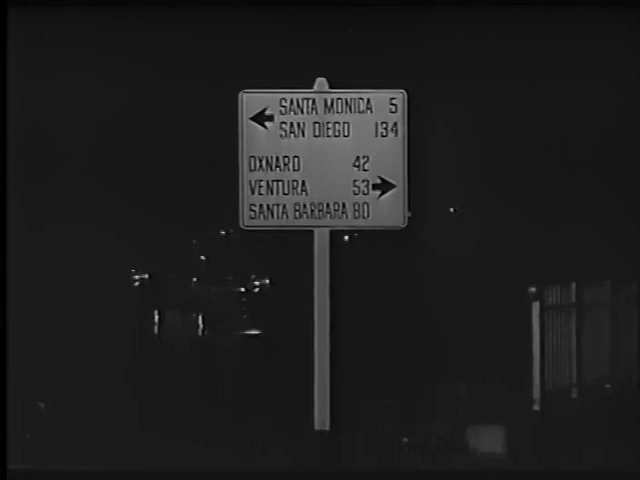 SANTA MONICA 5
SAN DIEGO 134
OXNARD 42
VENTURA 53
SANTA BARBARA 80